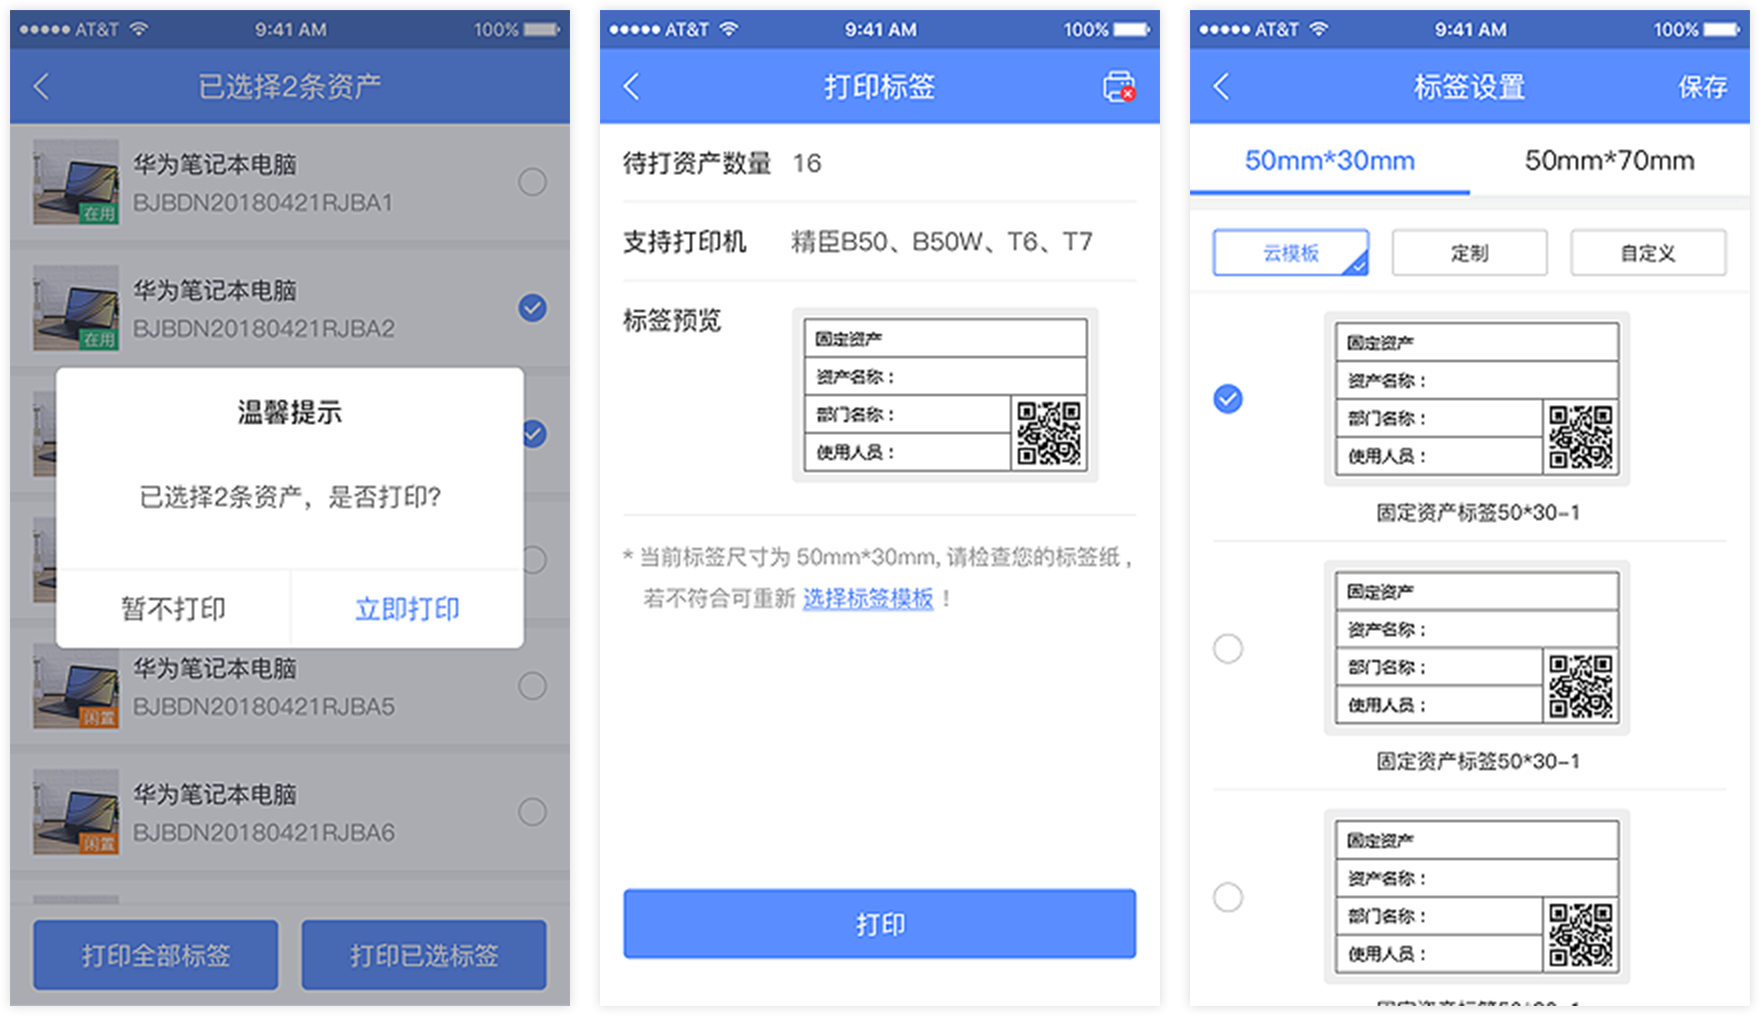 AT&T 9:41 AM 100%
已选择2条资产
华为笔记本电脑
BJBDN20180421RJBA1
在用
华为笔记本电脑
BJBDN20180421RJBA2
在用
温馨提示
已选择2条资产，是否打印?
暂不打印
立即打印
华为笔记本电脑
BJBDN20180421RJBA5
闲置
华为笔记本电脑
BJBDN20180421RJBA6
闲置
打印全部标签
打印已选标签
AT&T 9:41 AM 100%
打印标签
待打资产数量 16
支持打印机 精臣B50、B50W、T6、T7
标签预览
固定资产
资产名称：
部门名称：
使用人员：
* 当前标签尺寸为 50mm*30mm, 请检查您的标签纸，
若不符合可重新 选择标签模板 ！
打印
AT&T 9:41 AM 100%
标签设置
保存
50mm*30mm
50mm*70mm
云模板
定制
自定义
固定资产
资产名称：
部门名称：
使用人员：
固定资产标签50*30-1
固定资产
资产名称：
部门名称：
使用人员：
固定资产标签50*30-1
固定资产
资产名称：
部门名称：
使用人员：